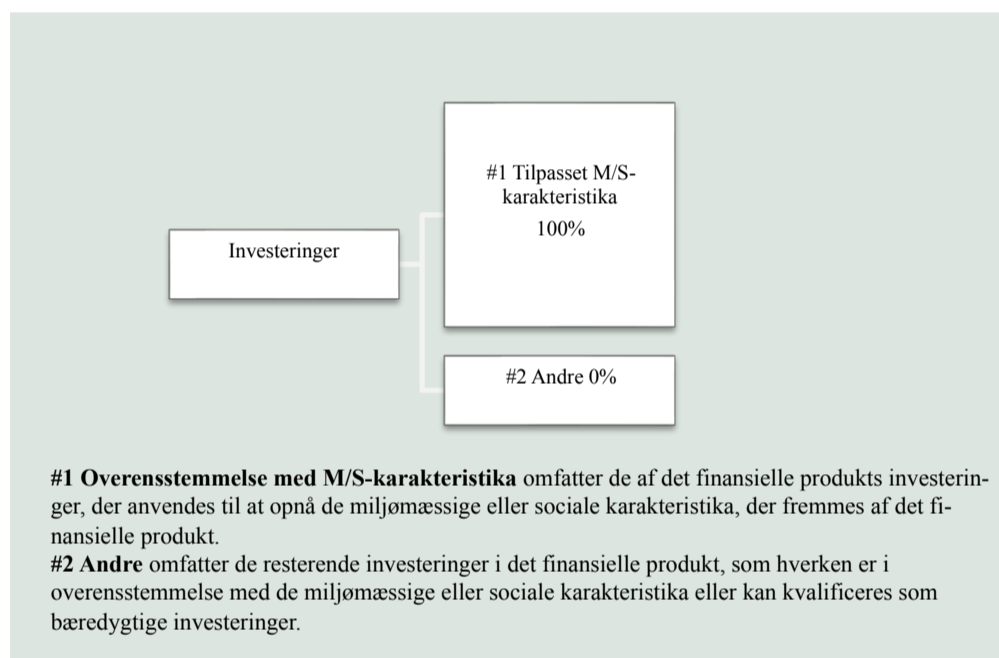 #1 Tilpasset M/S-
karakteristika
100%
Investeringer
#2 Andre 0%
#1 Overensstemmelse med M/S-karakteristika omfatter de af det finansielle produkts investerin-
ger, der anvendes til at opnå de miljømæssige eller sociale karakteristika, der fremmes af det fi-
nansielle produkt.
#2 Andre omfatter de resterende investeringer i det finansielle produkt, som hverken er i
overensstemmelse med de miljømæssige eller sociale karakteristika eller kan kvalificeres som
bæredygtige investeringer.